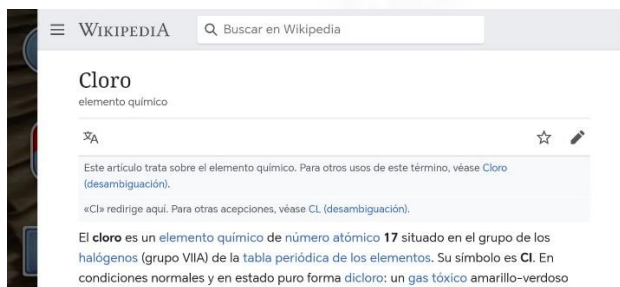 WIKIPEDIA
Buscar en Wikipedia
Cloro
elemento químico
Este artículo trata sobre el elemento químico. Para otros usos de este término, véase Cloro
(desambiguación).
«Cl» redirige aquí. Para otras acepciones, véase CL (desambiguación).
El cloro es un elemento químico de número atómico 17 situado en el grupo de los
halógenos (grupo VIIA) de la tabla periódica de los elementos. Su símbolo es Cl. En
condiciones normales y en estado puro forma dicloro: un gas tóxico amarillo-verdoso